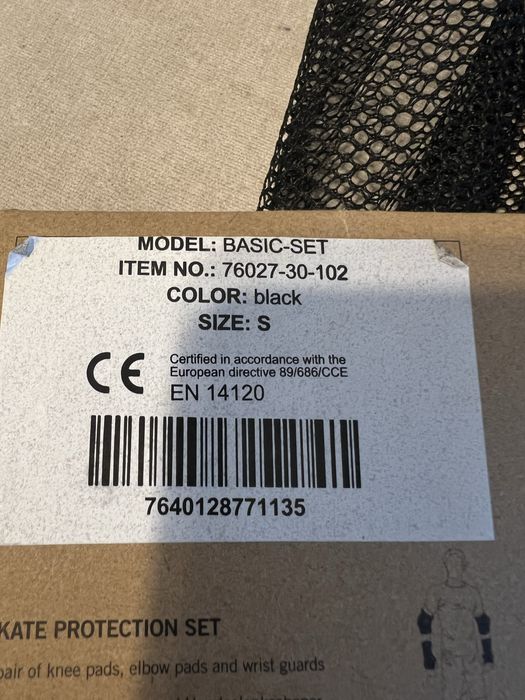 MODEL: BASIC-SET
ITEM NO.: 76027-30-102
COLOR: black
SIZE: S
CE Certified in accordance with the
European directive 89/686/CCE
EN 14120
7640128771135
KATE PROTECTION SET
pair of knee pads, elbow pads and wrist guards